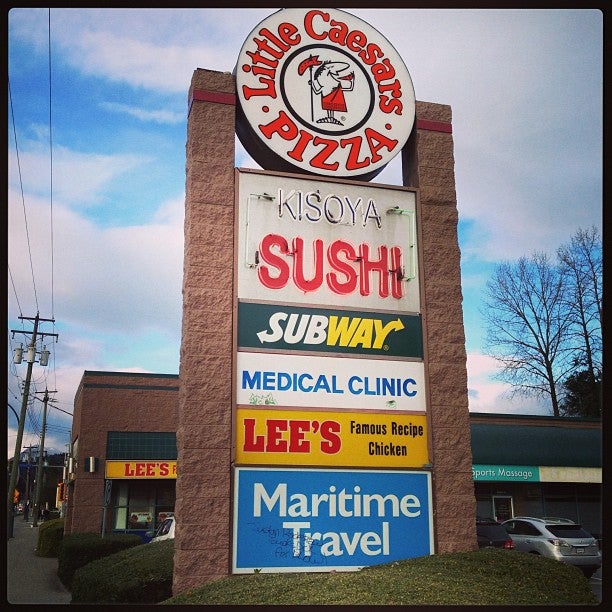 Little Caesars
PIZZA
KISOYA
SUSHI
SUBWAY
MEDICAL CLINIC
LEE'S Famous Recipe
Chicken
Maritime
Travel
LEE'S
Sports Massage